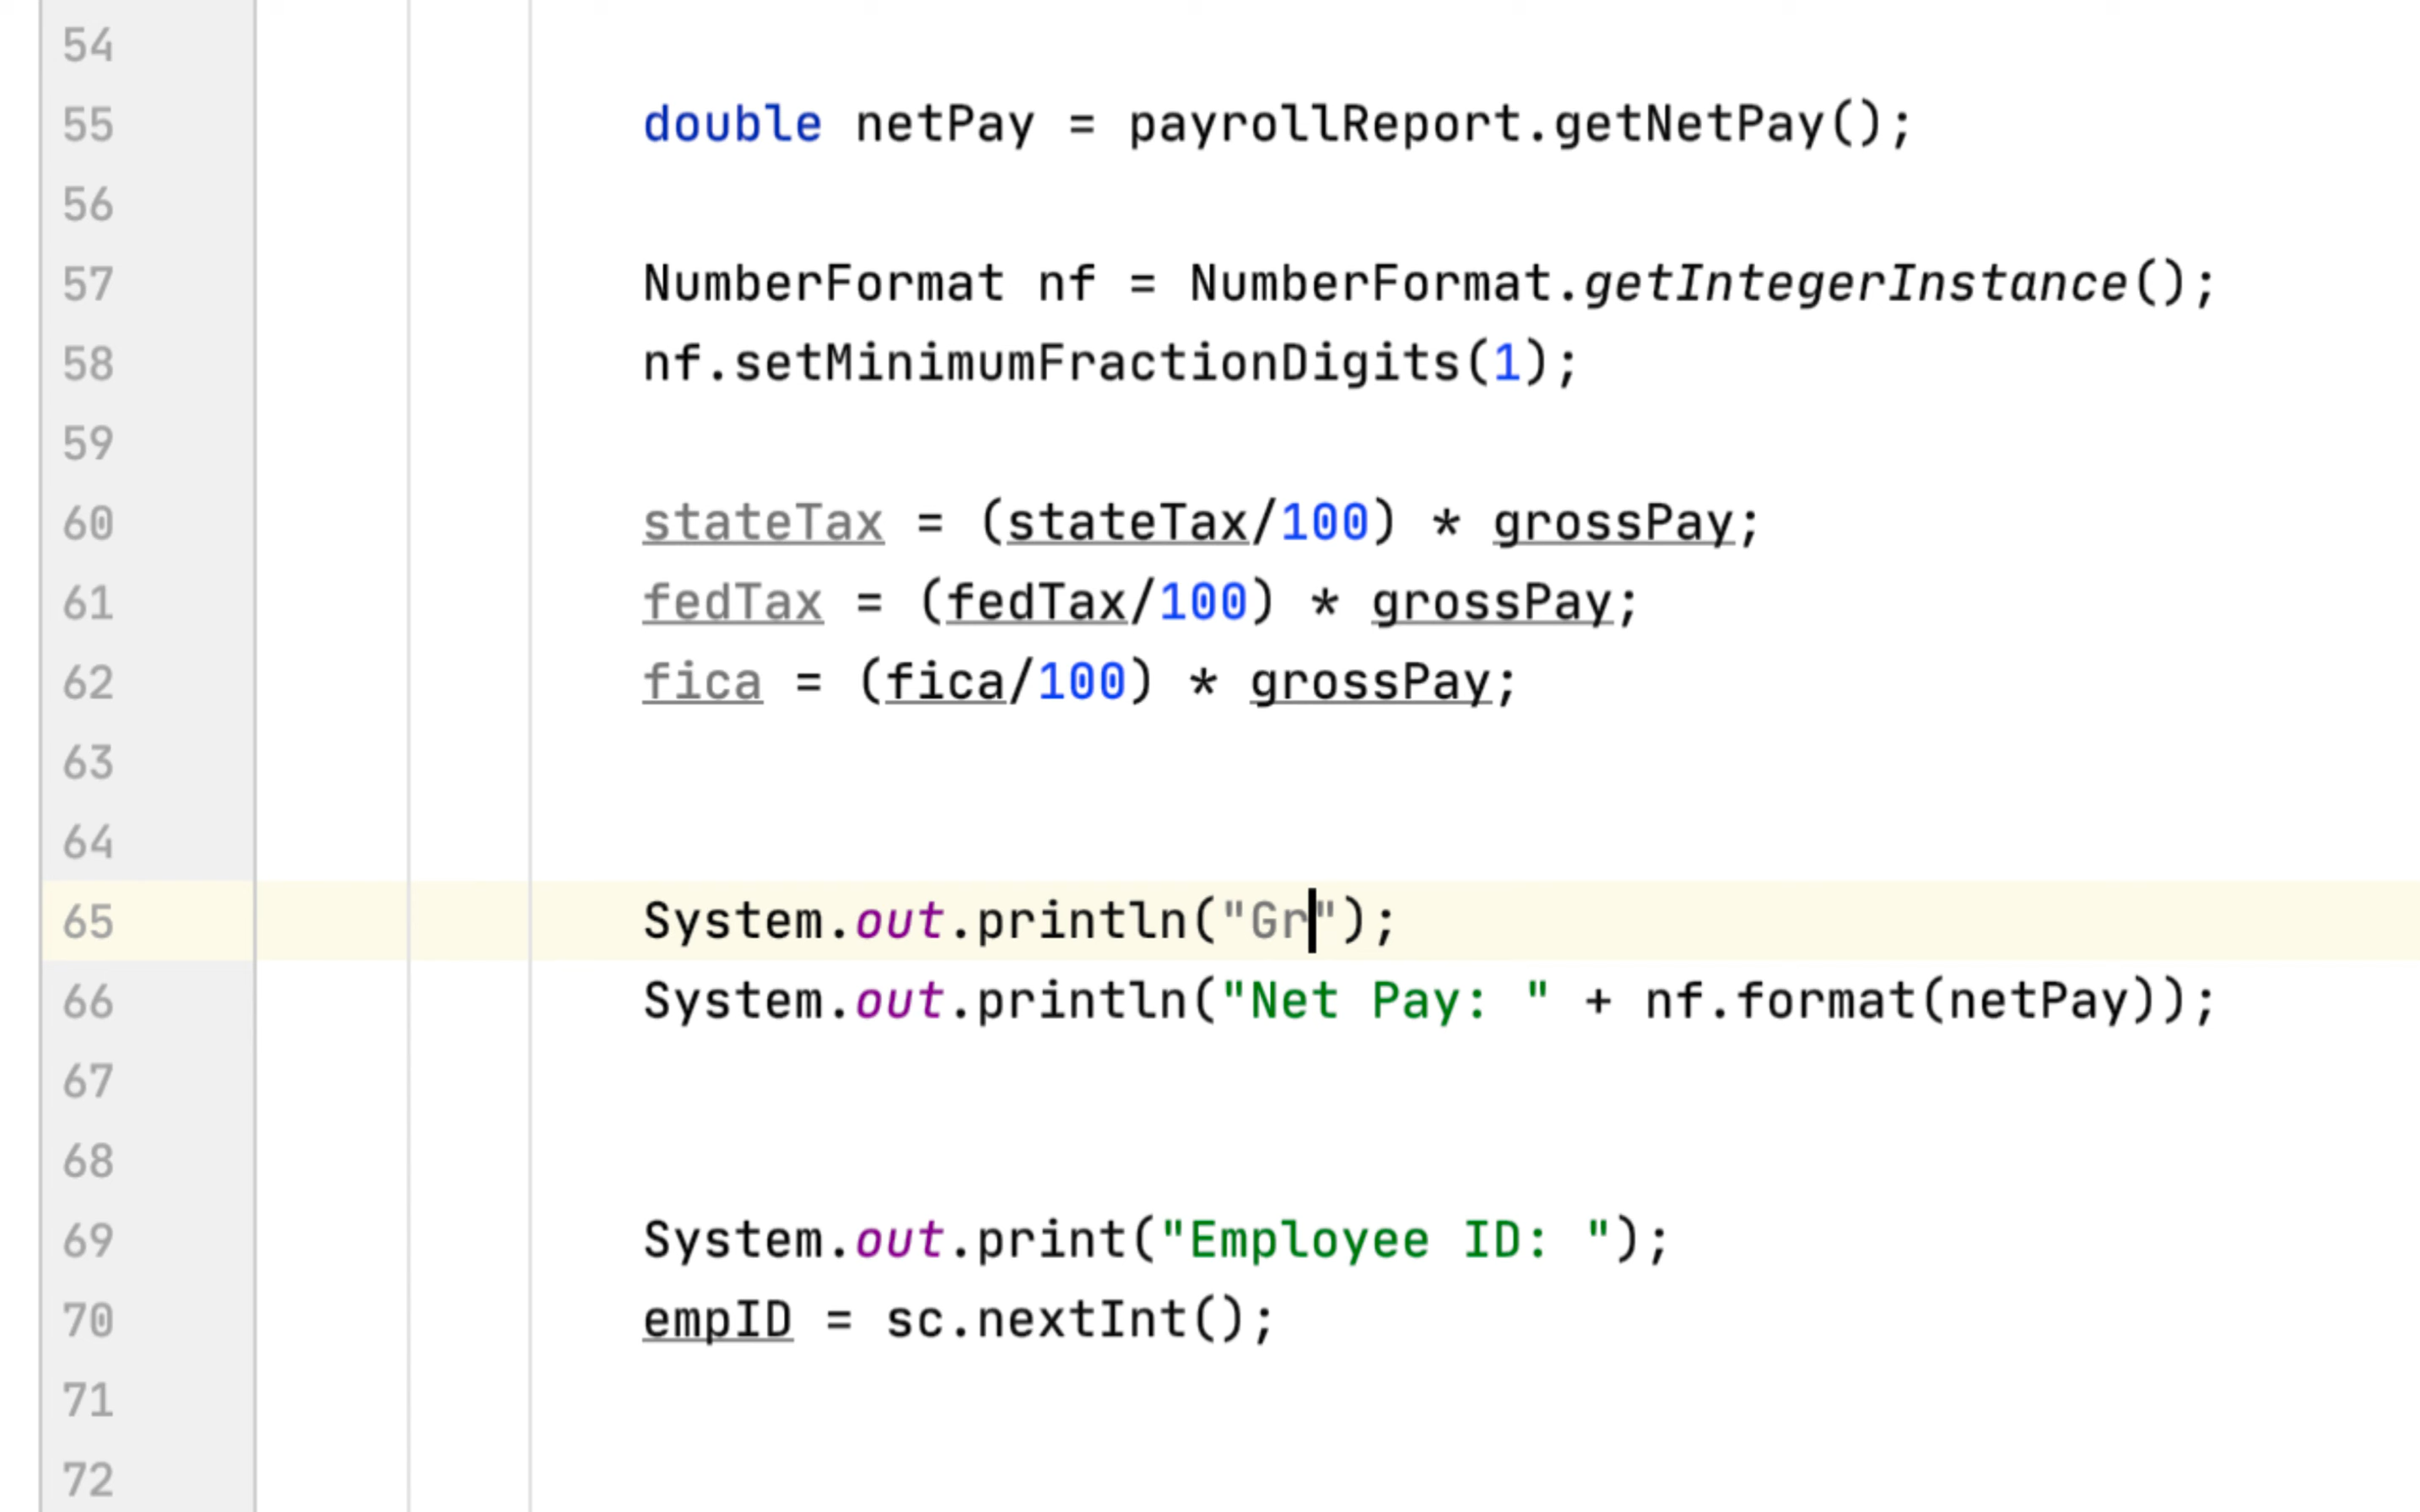 54
55 double netPay = payrollReport.getNetPay();
56
57 NumberFormat nf = NumberFormat.getIntegerInstance();
58 nf.setMinimumFractionDigits(1);
59
60 stateTax = (stateTax/100) * grossPay;
61 fedTax = (fedTax/100) * grossPay;
62 fica = (fica/100) * grossPay;
63
64
65 System.out.println("Gr");
66 System.out.println("Net Pay: " + nf.format(netPay));
67
68
69 System.out.print("Employee ID: ");
70 empID = sc.nextInt();
71
72